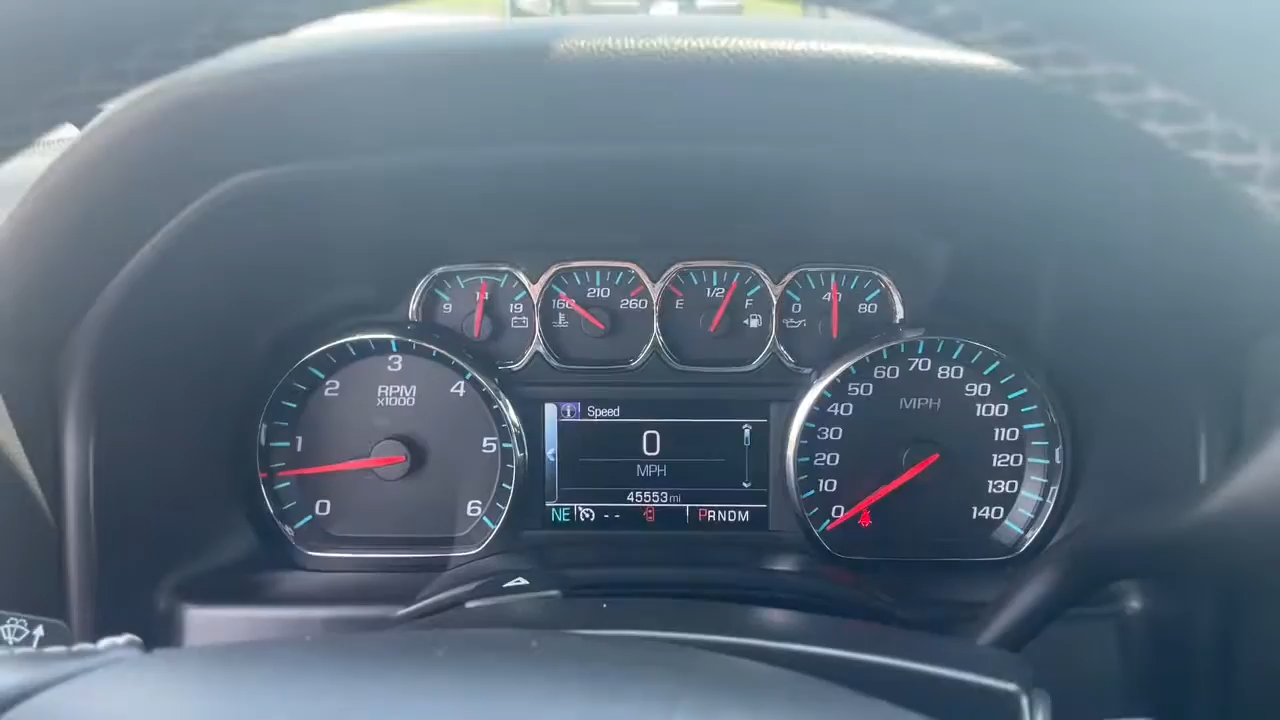 9 14 19
160 210 260
E 1/2 F
0 40 80
0 1 2 3 4 5 6
RPM
X1000
Speed
0
MPH
45553 mi
NE -- PRNDM
0 10 20 30 40 50 60 70 80 90 100 110 120 130 140
MPH